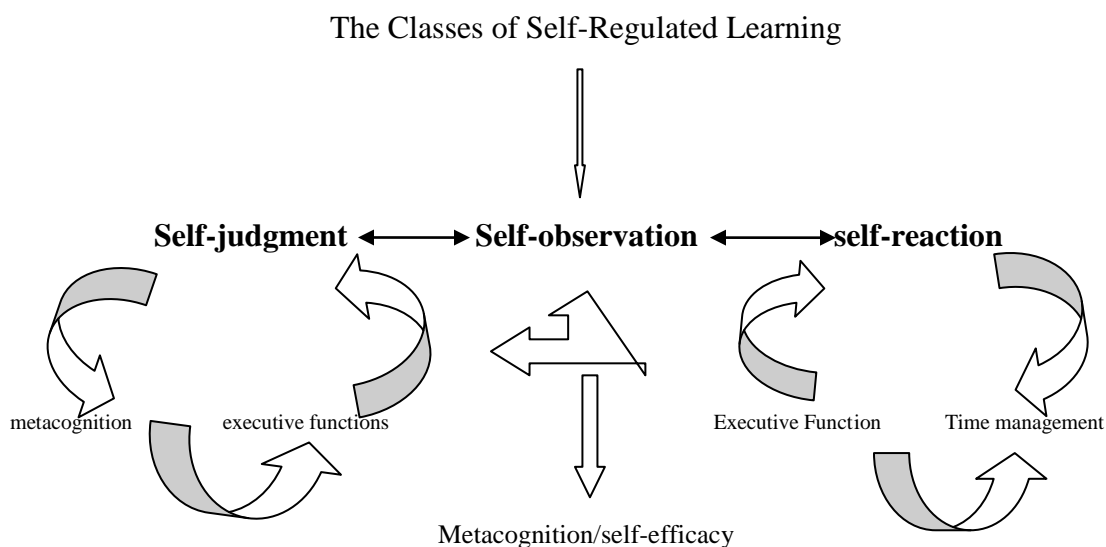 The Classes of Self-Regulated Learning
Self-judgment Self-observation self-reaction
metacognition executive functions Executive Function Time management
Metacognition/self-efficacy